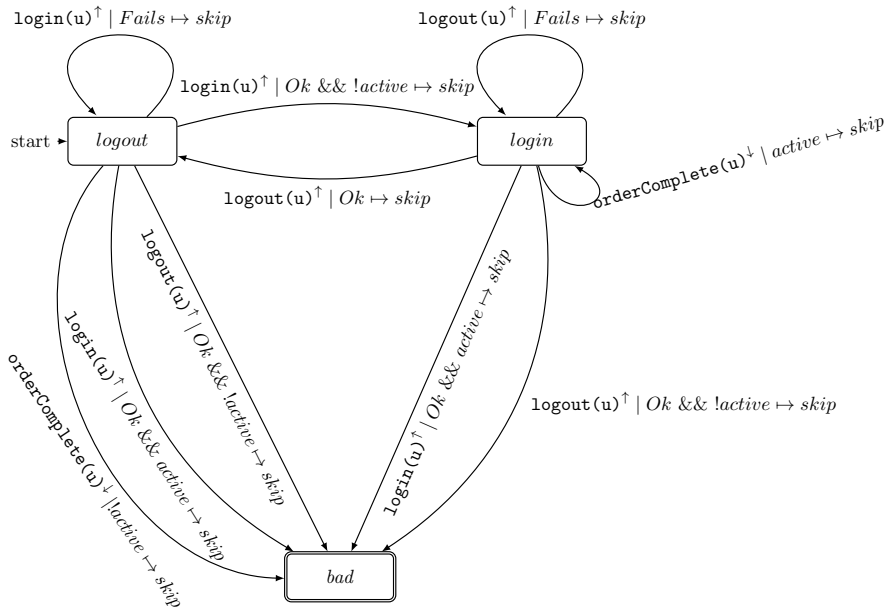 login(u)↑ | Fails ↦ skip
logout(u)↑ | Fails ↦ skip
login(u)↑ | Ok && !active ↦ skip
start
logout
login
logout(u)↑ | Ok ↦ skip
orderComplete(u)↓ | active ↦ skip
orderComplete(u)↓ |!active ↦ skip
login(u)↑ | Ok && active ↦ skip
logout(u)↑ | Ok && !active ↦ skip
login(u)↑ | Ok && active ↦ skip
logout(u)↑ | Ok && !active ↦ skip
bad